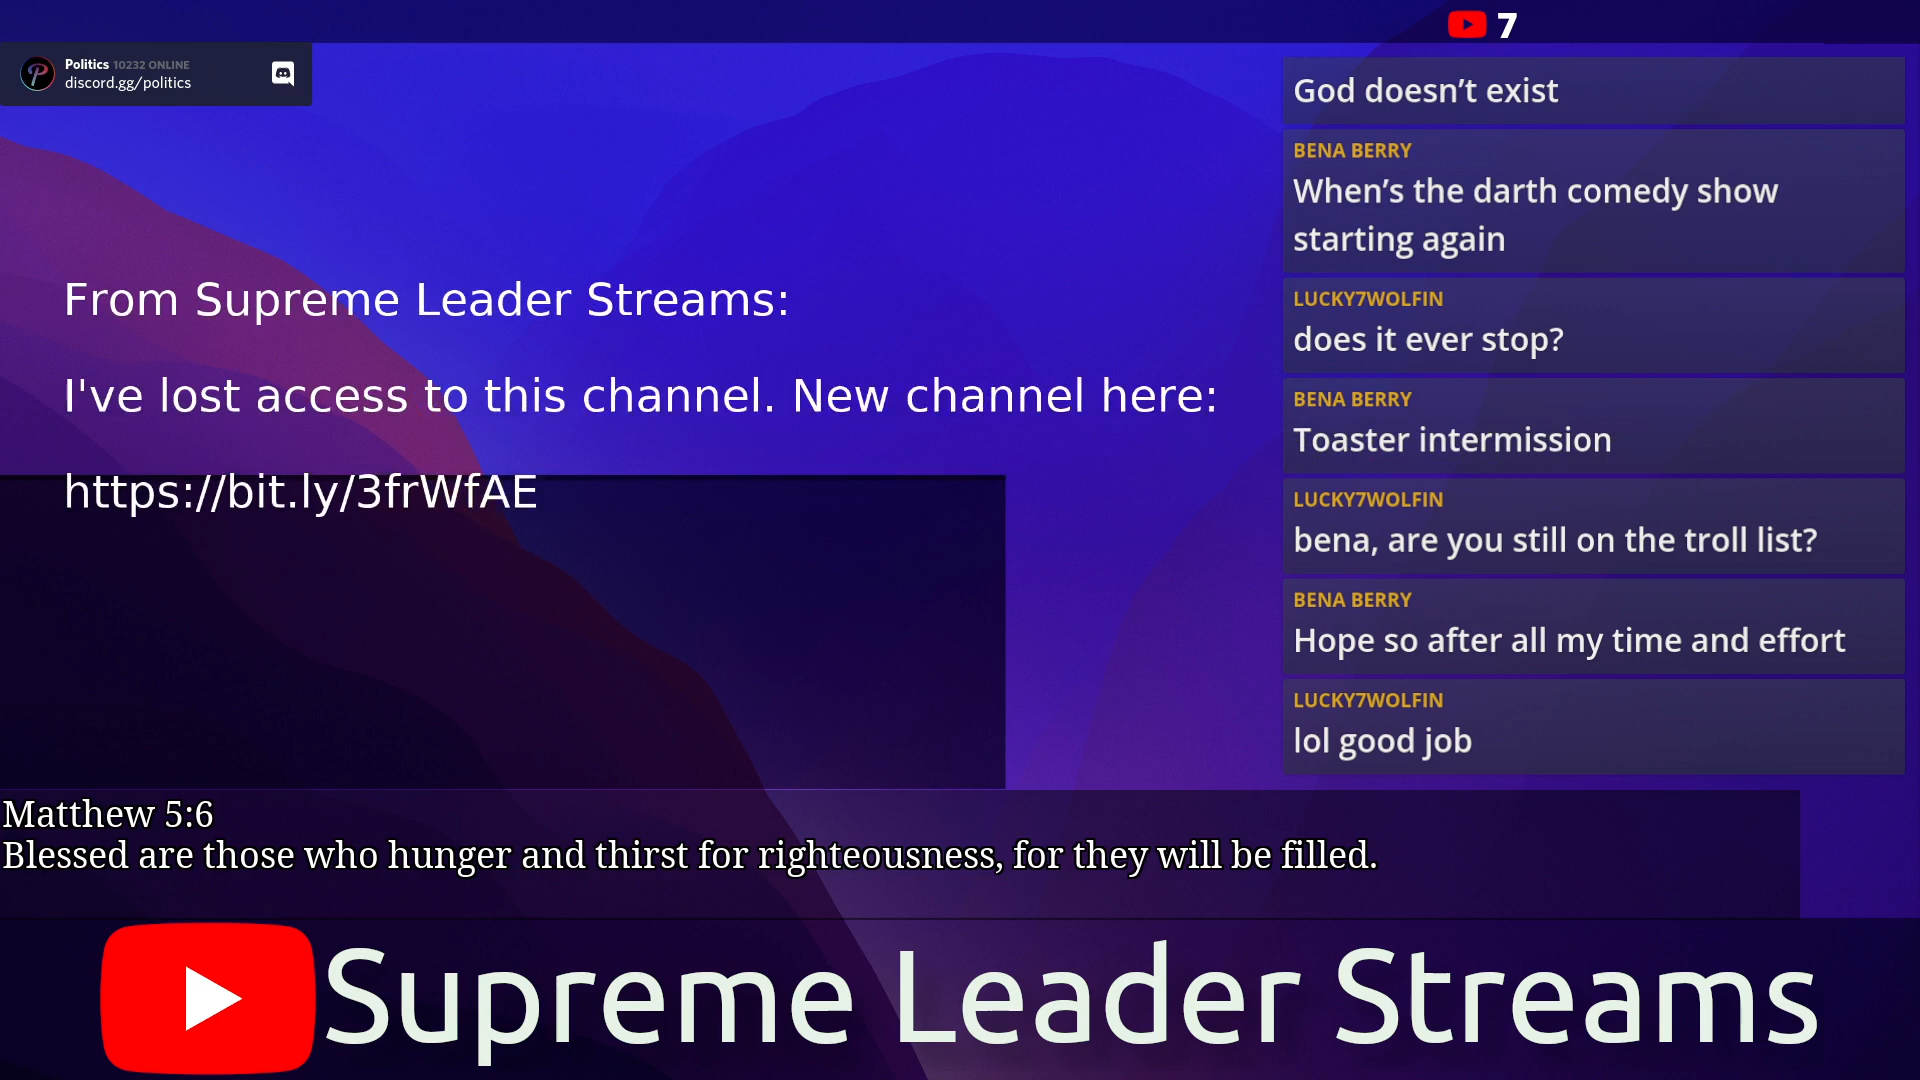 7
Politics 10232 ONLINE
discord.gg/politics
From Supreme Leader Streams:
I've lost access to this channel. New channel here:
https://bit.ly/3frWfAE
God doesn’t exist
BENA BERRY
When’s the darth comedy show
starting again
LUCKY7WOLFIN
does it ever stop?
BENA BERRY
Toaster intermission
LUCKY7WOLFIN
bena, are you still on the troll list?
BENA BERRY
Hope so after all my time and effort
LUCKY7WOLFIN
lol good job
Matthew 5:6
Blessed are those who hunger and thirst for righteousness, for they will be filled.
Supreme Leader Streams